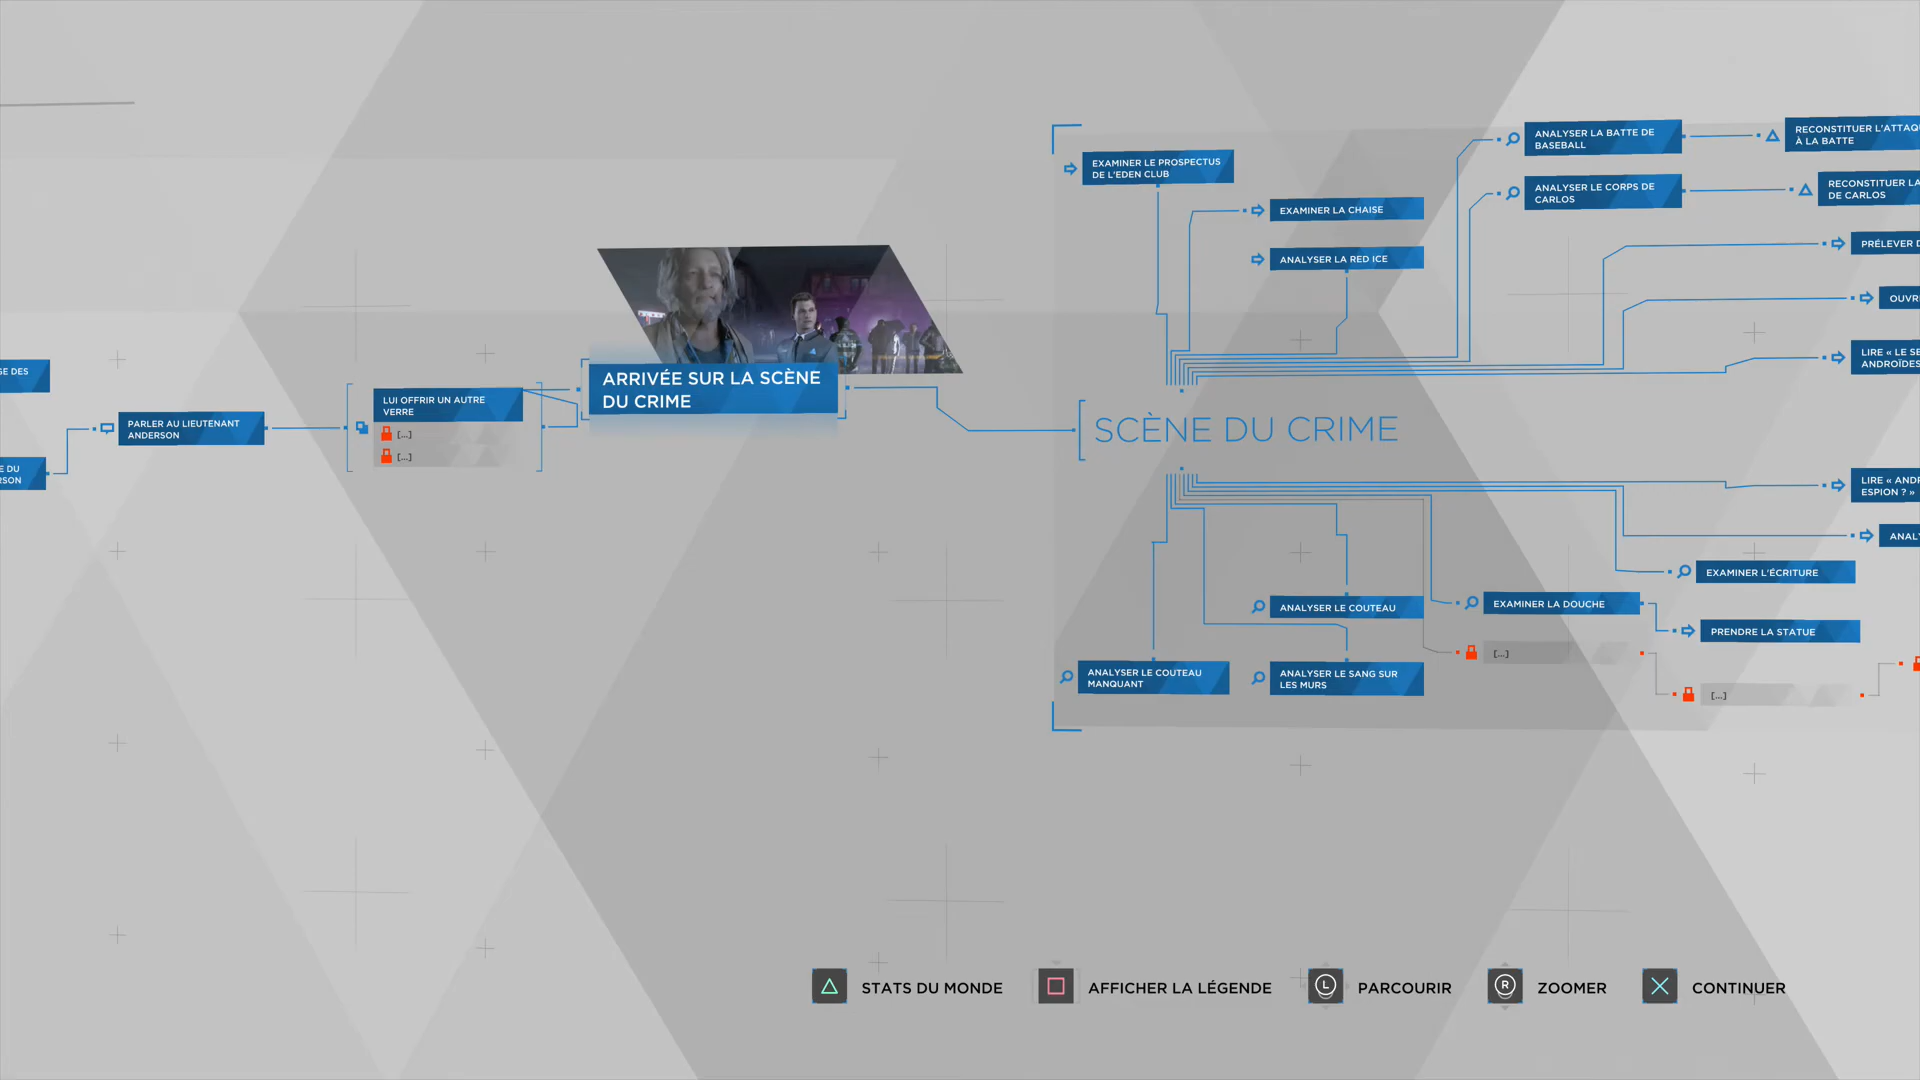 GE DES
E DU
RSON
PARLER AU LIEUTENANT
ANDERSON
LUI OFFRIR UN AUTRE
VERRE
[...]
[...]
ARRIVÉE SUR LA SCÈNE
DU CRIME
SCÈNE DU CRIME
EXAMINER LE PROSPECTUS
DE L'EDEN CLUB
EXAMINER LA CHAISE
ANALYSER LA RED ICE
ANALYSER LA BATTE DE
BASEBALL
RECONSTITUER L'ATTAQ
À LA BATTE
ANALYSER LE CORPS DE
CARLOS
RECONSTITUER LA
DE CARLOS
PRÉLEVER D
OUVRI
LIRE « LE SE
ANDROÏDES
LIRE « ANDR
ESPION ? »
ANALY
EXAMINER L'ÉCRITURE
ANALYSER LE COUTEAU
EXAMINER LA DOUCHE
PRENDRE LA STATUE
[...]
[...]
ANALYSER LE COUTEAU
MANQUANT
ANALYSER LE SANG SUR
LES MURS
STATS DU MONDE
AFFICHER LA LÉGENDE
L
PARCOURIR
R
ZOOMER
CONTINUER